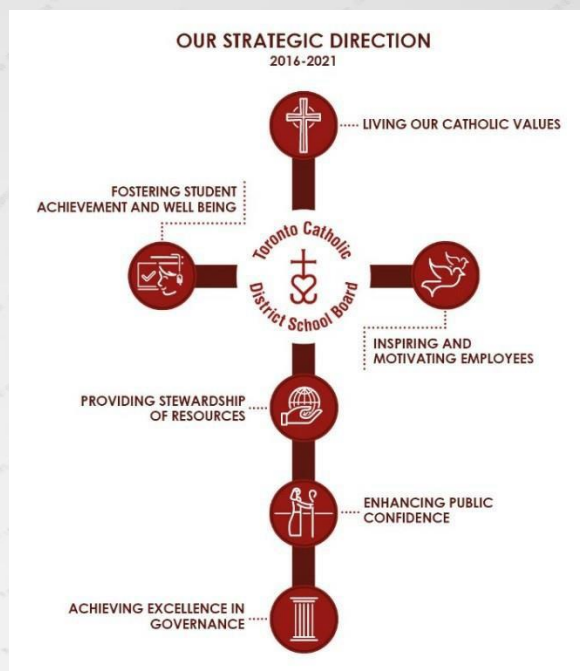 OUR STRATEGIC DIRECTION
2016-2021
LIVING OUR CATHOLIC VALUES
FOSTERING STUDENT
ACHIEVEMENT AND WELL BEING
Toronto Catholic
District School Board
INSPIRING AND
MOTIVATING EMPLOYEES
PROVIDING STEWARDSHIP
OF RESOURCES
ENHANCING PUBLIC
CONFIDENCE
ACHIEVING EXCELLENCE IN
GOVERNANCE